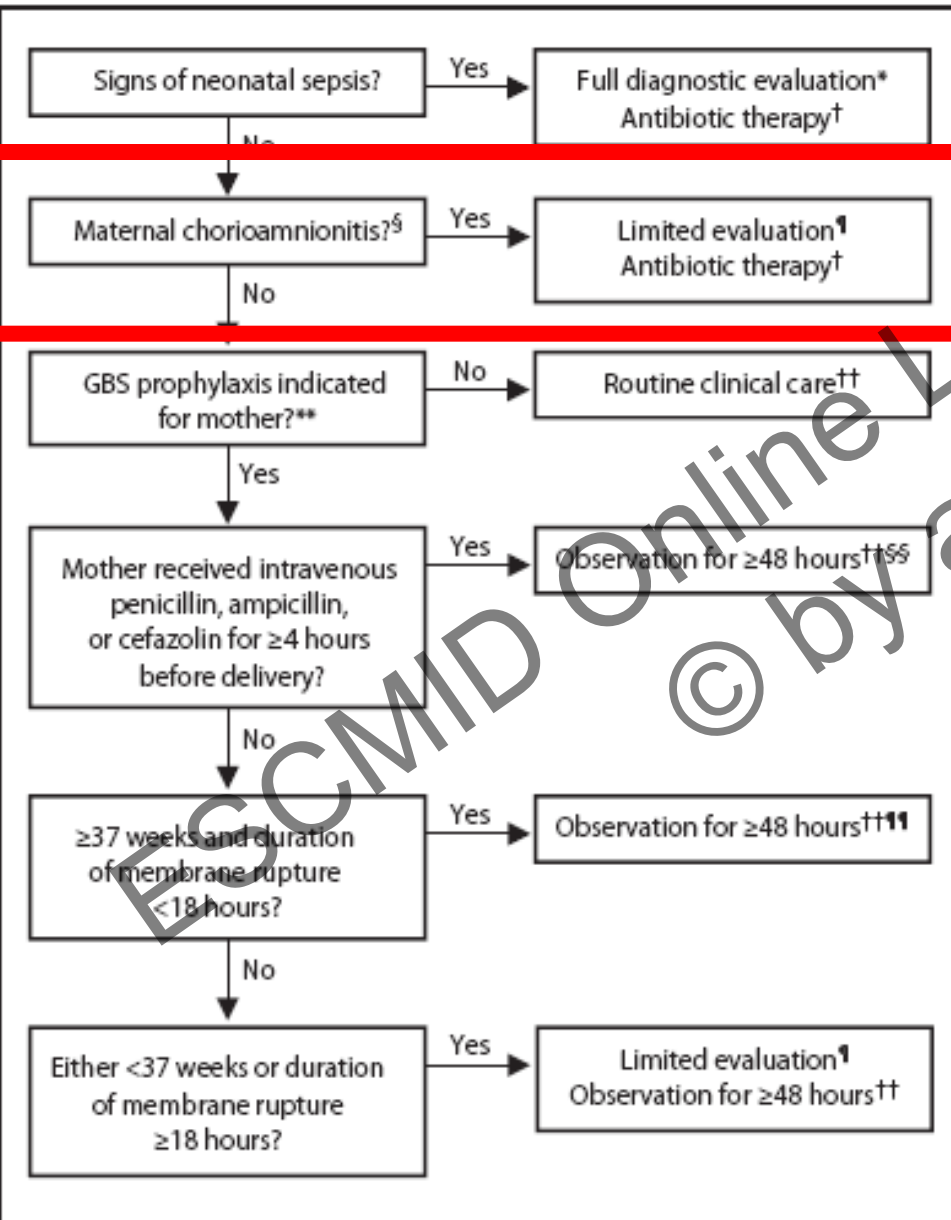 Signs of neonatal sepsis?
Yes
Full diagnostic evaluation*
Antibiotic therapy†
No
Maternal chorioamnionitis?§
Yes
Limited evaluation¶
Antibiotic therapy†
No
GBS prophylaxis indicated
for mother?**
No
Routine clinical care††
Yes
Mother received intravenous
penicillin, ampicillin,
or cefazolin for ≥4 hours
before delivery?
Yes
Observation for ≥48 hours††§§
No
≥37 weeks and duration
of membrane rupture
<18 hours?
Yes
Observation for ≥48 hours††¶¶
No
Either <37 weeks or duration
of membrane rupture
≥18 hours?
Yes
Limited evaluation¶
Observation for ≥48 hours††
ESCMID Online L
© by a